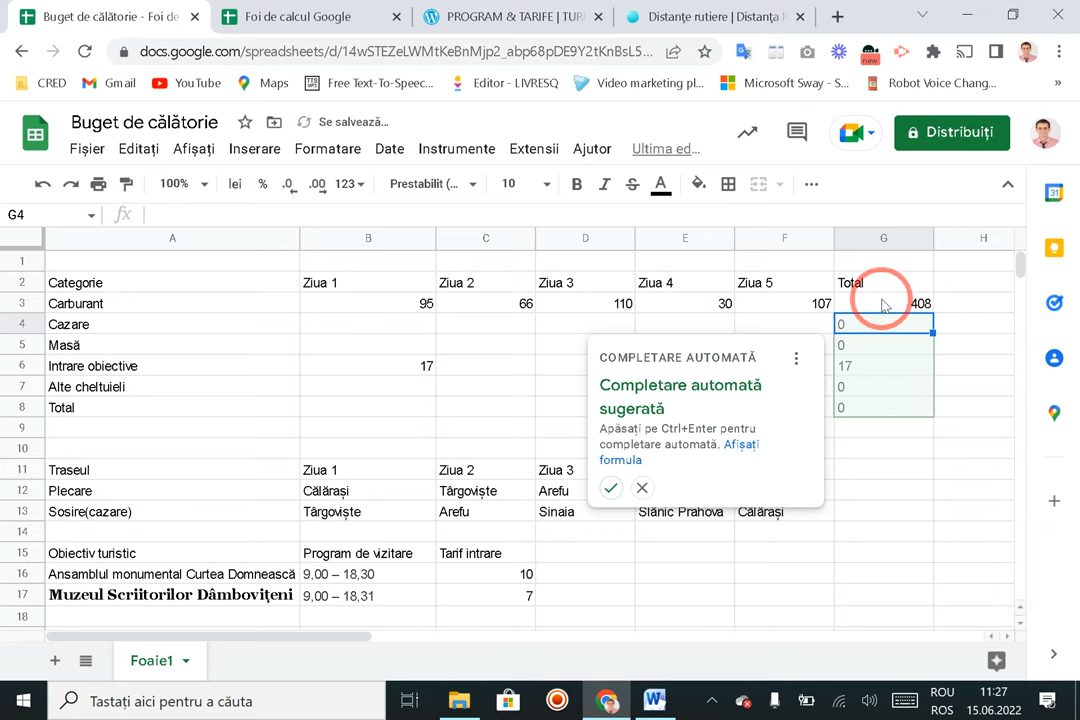 Buget de călătorie - Foi de
Foi de calcul Google
PROGRAM & TARIFE | TUR
Distanţe rutiere | Distanţa R
docs.google.com/spreadsheets/d/14wSTEZeLWMtKeBnMjp2_abp68pDE9Y2tKnBsL5...
new
CRED
Gmail
YouTube
Maps
Free Text-To-Speec...
Editor - LIVRESQ
Video marketing pl...
Microsoft Sway - S...
Robot Voice Chang...
»
Buget de călătorie
Se salvează...
Distribuiți
Fișier Editați Afișați Inserare Formatare Date Instrumente Extensii Ajutor Ultima ed...
100% lei % .0 .00 123 Prestabilit (... 10 B I S A
G4 fx
31
A B C D E F G H
1
2 Categorie Ziua 1 Ziua 2 Ziua 3 Ziua 4 Ziua 5 Total
3 Carburant 95 66 110 30 107 408
4 Cazare 0
5 Masă 0
6 Intrare obiective 17 17
7 Alte cheltuieli 0
8 Total 0
COMPLETARE AUTOMATĂ
Completare automată
sugerată
Apăsați pe Ctrl+Enter pentru
completare automată. Afișați
formula
9
10
11 Traseul Ziua 1 Ziua 2 Ziua 3
12 Plecare Călărași Târgoviște Arefu
13 Sosire(cazare) Târgoviște Arefu Sinaia Slănic Prahova Călărași
14
15 Obiectiv turistic Program de vizitare Tarif intrare
16 Ansamblul monumental Curtea Domnească 9,00 – 18,30 10
17 Muzeul Scriitorilor Dâmbovițeni 9,00 – 18,31 7
18
Foaie1
Tastați aici pentru a căuta
ROU
ROS
11:27
15.06.2022